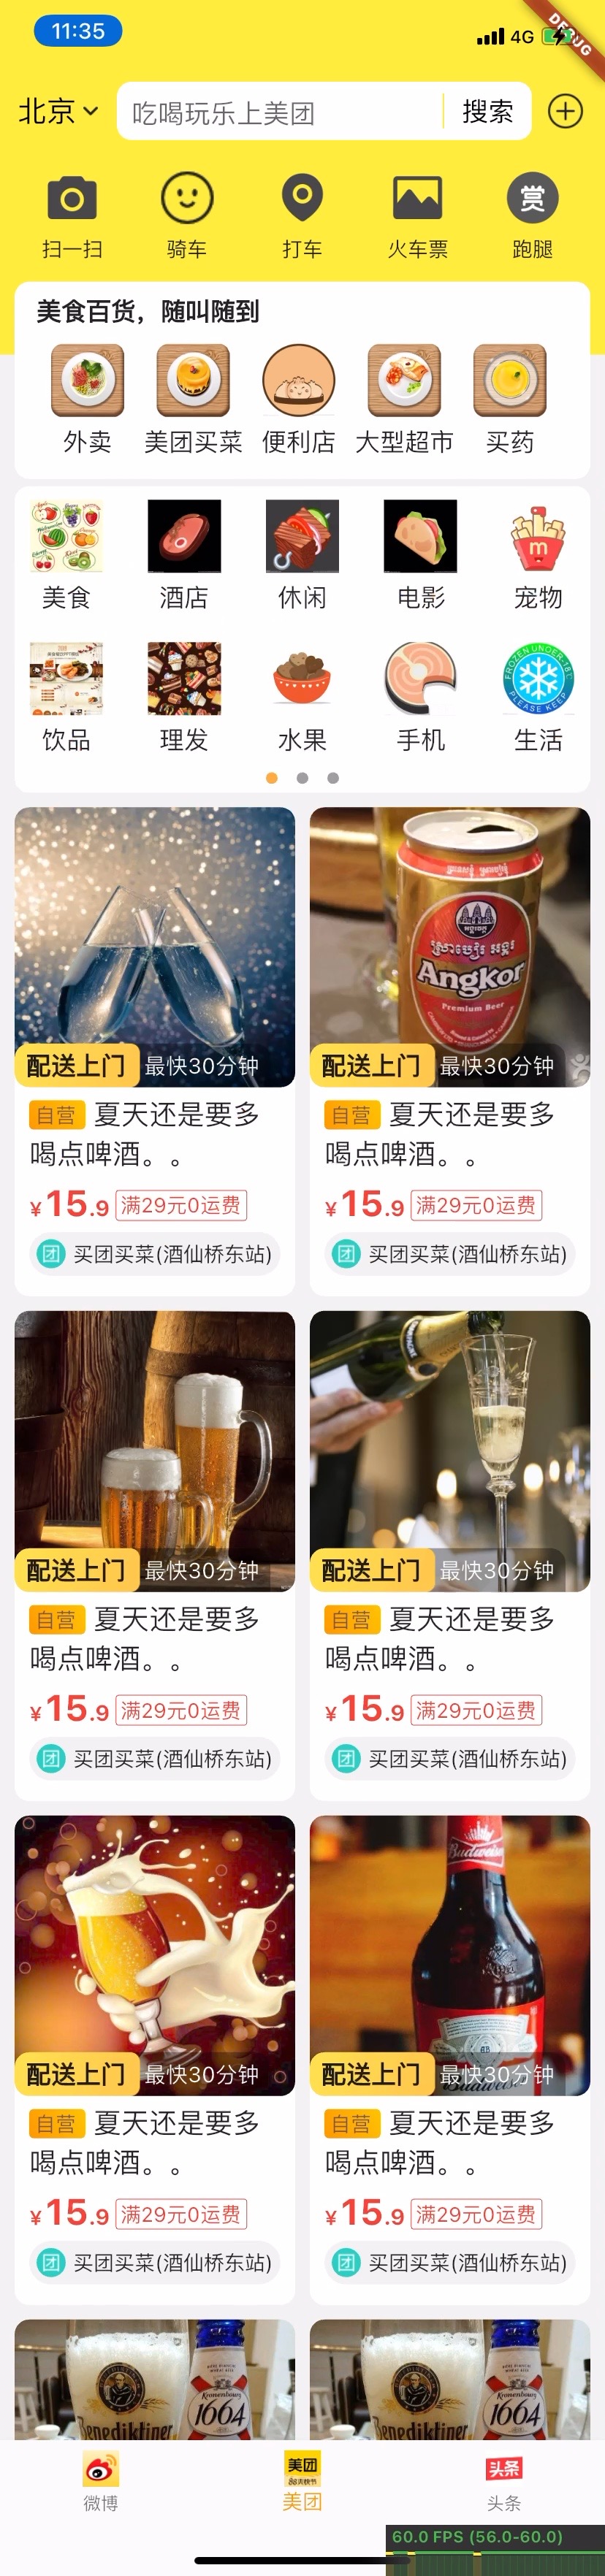 11:35
4G
DEBUG
北京
吃喝玩乐上美团
搜索
扫一扫
骑车
打车
火车票
赏
跑腿
美食百货，随叫随到
外卖
美团买菜
便利店
大型超市
买药
美食
酒店
休闲
电影
m
宠物
FROZEN UNDER-18
PLEASE KEEP
饮品
理发
水果
手机
生活
Angkor
Premium Beer
配送上门 最快30分钟
配送上门 最快30分钟
自营 夏天还是要多
喝点啤酒。。
¥15.9 满29元0运费
团 买团买菜(酒仙桥东站)
自营 夏天还是要多
喝点啤酒。。
¥15.9 满29元0运费
团 买团买菜(酒仙桥东站)
配送上门 最快30分钟
配送上门 最快30分钟
自营 夏天还是要多
喝点啤酒。。
¥15.9 满29元0运费
团 买团买菜(酒仙桥东站)
自营 夏天还是要多
喝点啤酒。。
¥15.9 满29元0运费
团 买团买菜(酒仙桥东站)
Budweiser
配送上门 最快30分钟
配送上门 最快30分钟
Budweiser
自营 夏天还是要多
喝点啤酒。。
¥15.9 满29元0运费
团 买团买菜(酒仙桥东站)
自营 夏天还是要多
喝点啤酒。。
¥15.9 满29元0运费
团 买团买菜(酒仙桥东站)
Benediktiner
Kronenbourg
1664
Benediktiner
Kronenbourg
1664
微博
美团
美团
头条
头条
60.0 FPS (56.0-60.0)